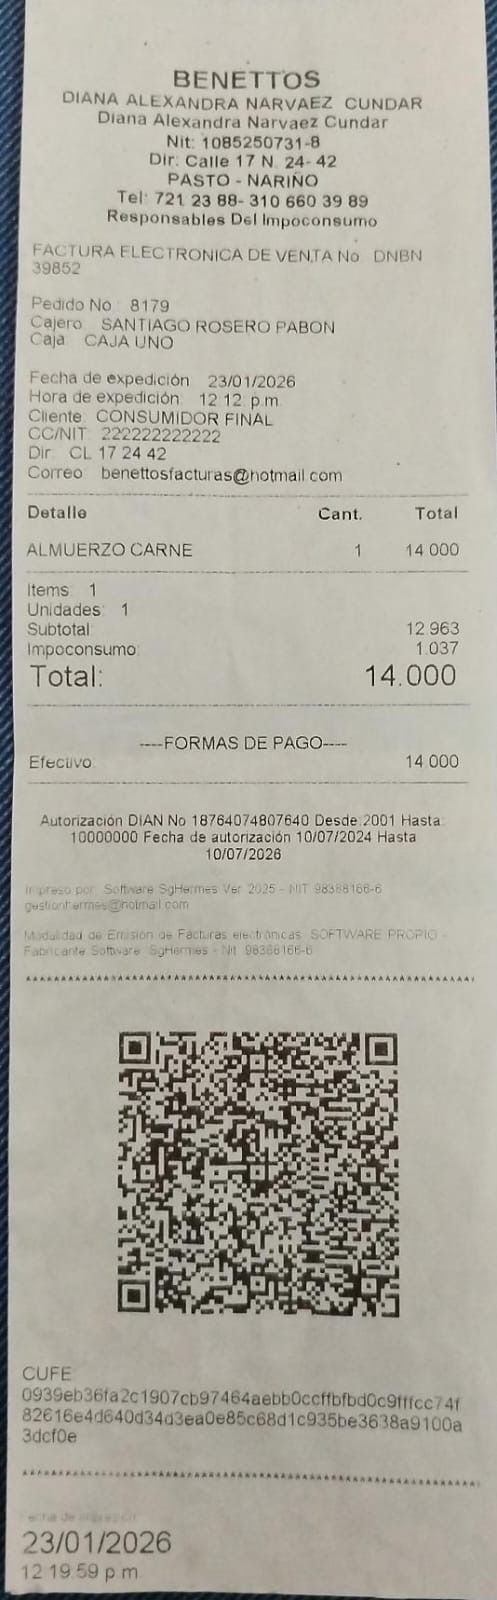 BENETTOS
DIANA ALEXANDRA NARVAEZ CUNDAR
Diana Alexandra Narvaez Cundar
Nit: 1085250731-8
Dir: Calle 17 N. 24- 42
PASTO - NARIÑO
Tel: 721 23 88- 310 660 39 89
Responsables Del Impoconsumo
FACTURA ELECTRONICA DE VENTA No DNBN
39852
Pedido No 8179
Cajero SANTIAGO ROSERO PABON
Caja CAJA UNO
Fecha de expedición 23/01/2026
Hora de expedición 12:12 p.m.
Cliente: CONSUMIDOR FINAL
CC/NIT: 222222222222
Dir: CL 17 24 42
Correo benettosfacturas@hotmail.com
Detalle Cant. Total
ALMUERZO CARNE 1 14.000
Items: 1
Unidades: 1
Subtotal: 12.963
Impoconsumo: 1.037
Total: 14.000
----FORMAS DE PAGO----
Efectivo: 14.000
Autorización DIAN No 18764074807640 Desde:2001 Hasta:
10000000 Fecha de autorización 10/07/2024 Hasta
10/07/2026
Impreso por: Software SgHermes Ver. 2025 - NIT 98388166-6
gestionhermes@hotmail.com
Modalidad de Emisión de Facturas electrónicas: SOFTWARE PROPIO -
Fabricante Software: SgHermes - Nit. 98388166-6
CUFE
0939eb36fa2c1907cb97464aebb0ccffbfbd0c9fffcc74f
82616e4d640d34d3ea0e85c68d1c935be3638a9100a
3dcf0e
Fecha de impresión:
23/01/2026
12:19:59 p.m.